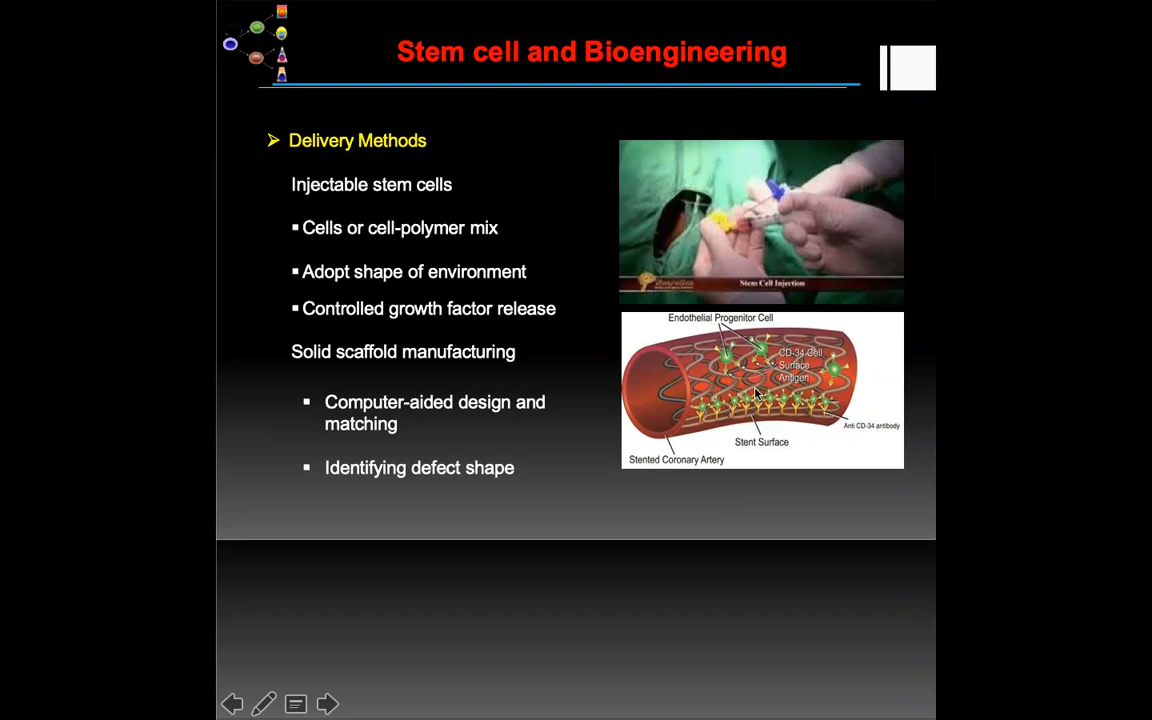 Stem cell and Bioengineering
Delivery Methods
Injectable stem cells
Cells or cell-polymer mix
Adopt shape of environment
Controlled growth factor release
Solid scaffold manufacturing
Computer-aided design and
matching
Identifying defect shape
Stem Cell Injection
Endothelial Progenitor Cell
CD-34 Cell
Surface
Antigen
Anti CD-34 antibody
Stent Surface
Stented Coronary Artery